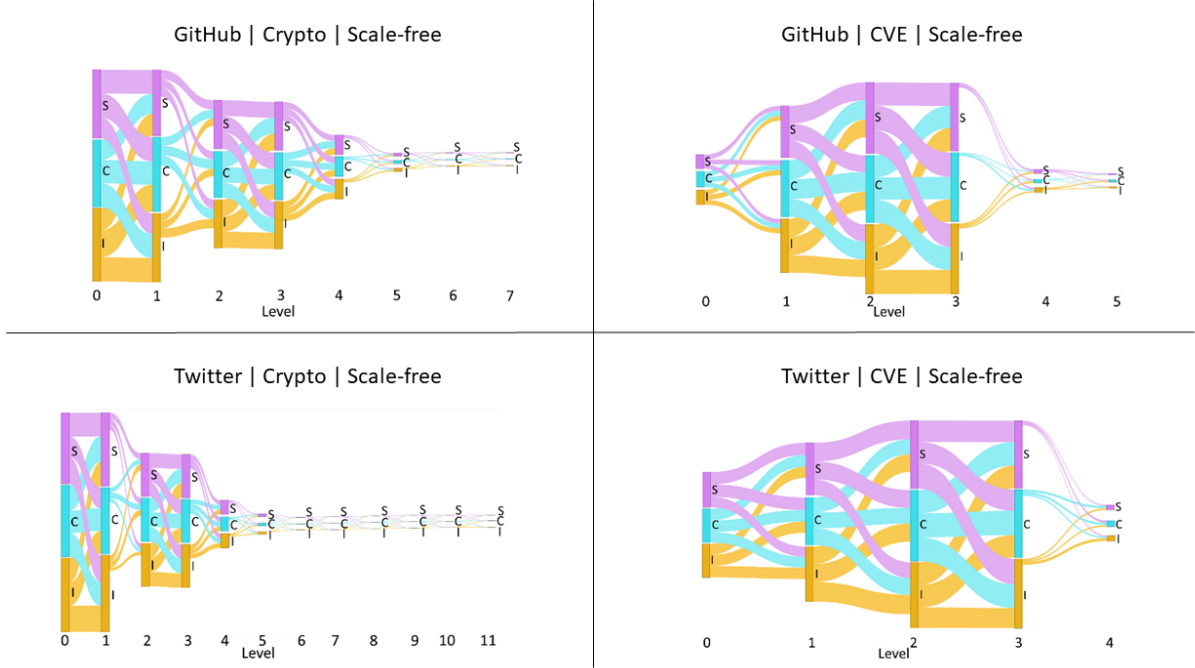 GitHub | Crypto | Scale-free
S S S S S S S S
C C C C C C C C
I I I I I I I I
0 1 2 3 4 5 6 7
Level
GitHub | CVE | Scale-free
S S S S S S
C C C C C C
I I I I I I
0 1 2 3 4 5
Level
Twitter | Crypto | Scale-free
S S S S S S S S S S S S
C C C C C C C C C C C C
I I I I I I I I I I I I
0 1 2 3 4 5 6 7 8 9 10 11
Level
Twitter | CVE | Scale-free
S S S S S
C C C C C
I I I I I
0 1 2 3 4
Level